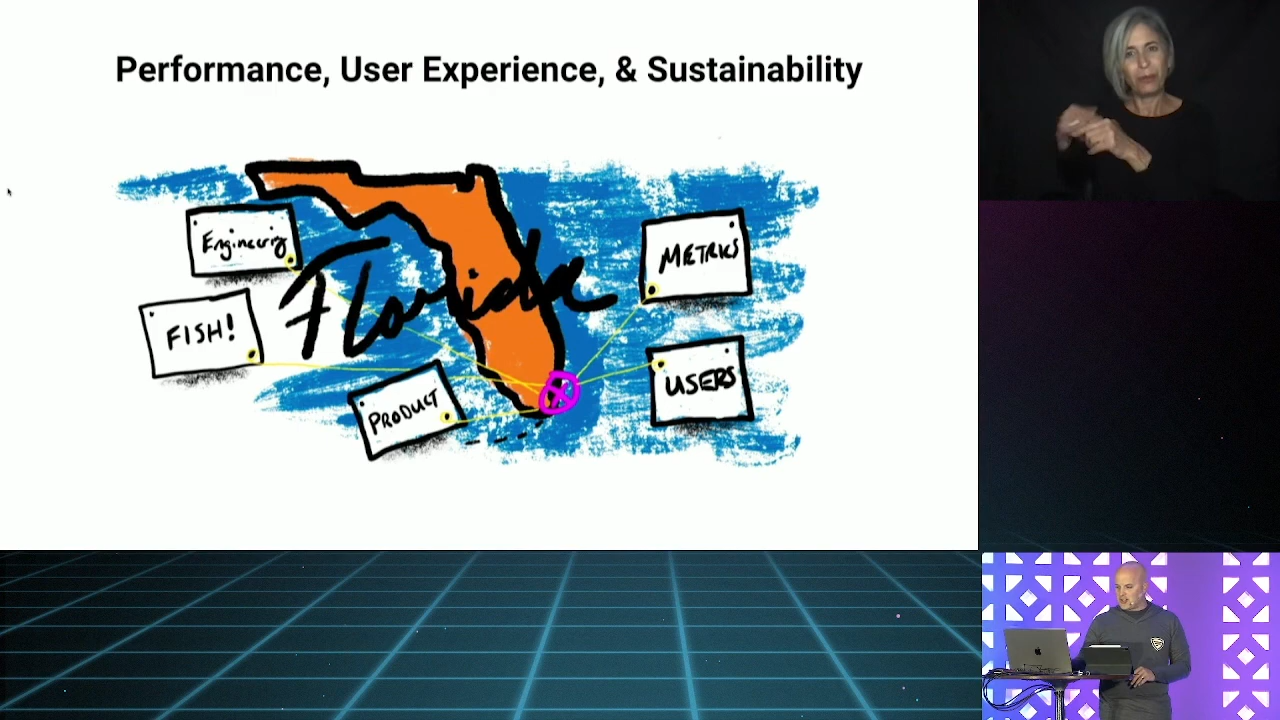 Performance, User Experience, & Sustainability
Engineering
FISH!
Florida
PRODUCT
METRICS
USERS